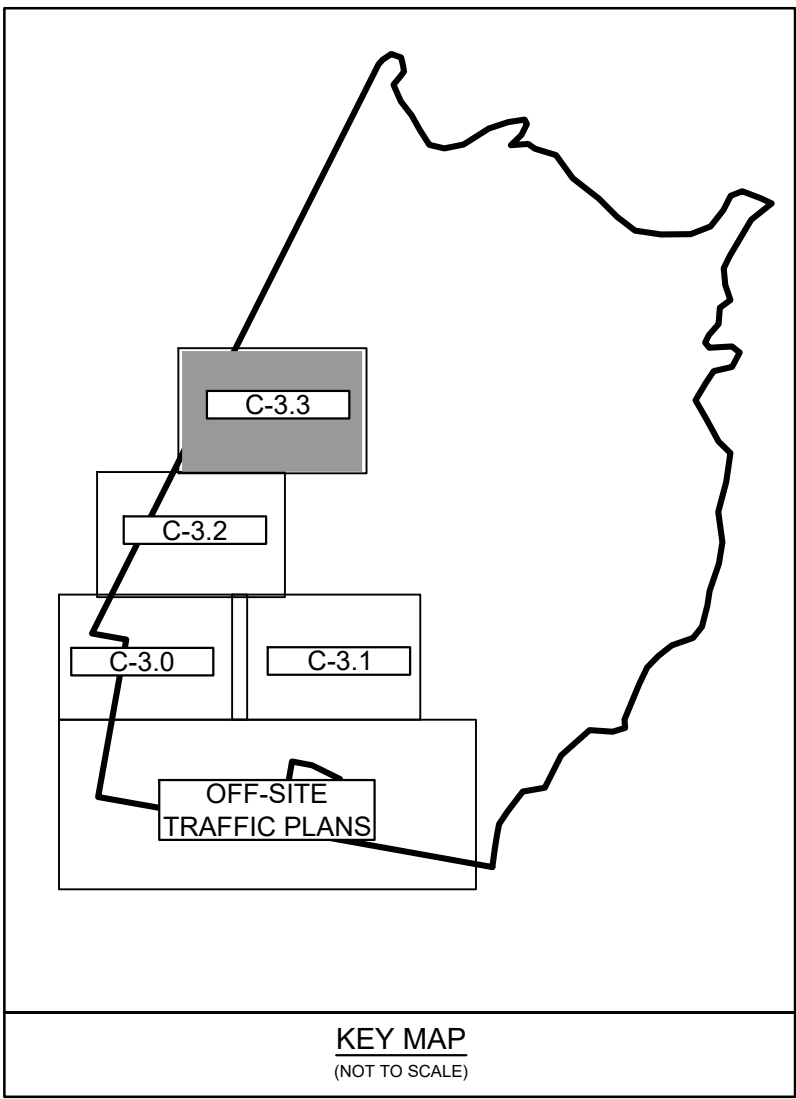 C-3.3
C-3.2
C-3.0
C-3.1
OFF-SITE
TRAFFIC PLANS
KEY MAP
(NOT TO SCALE)